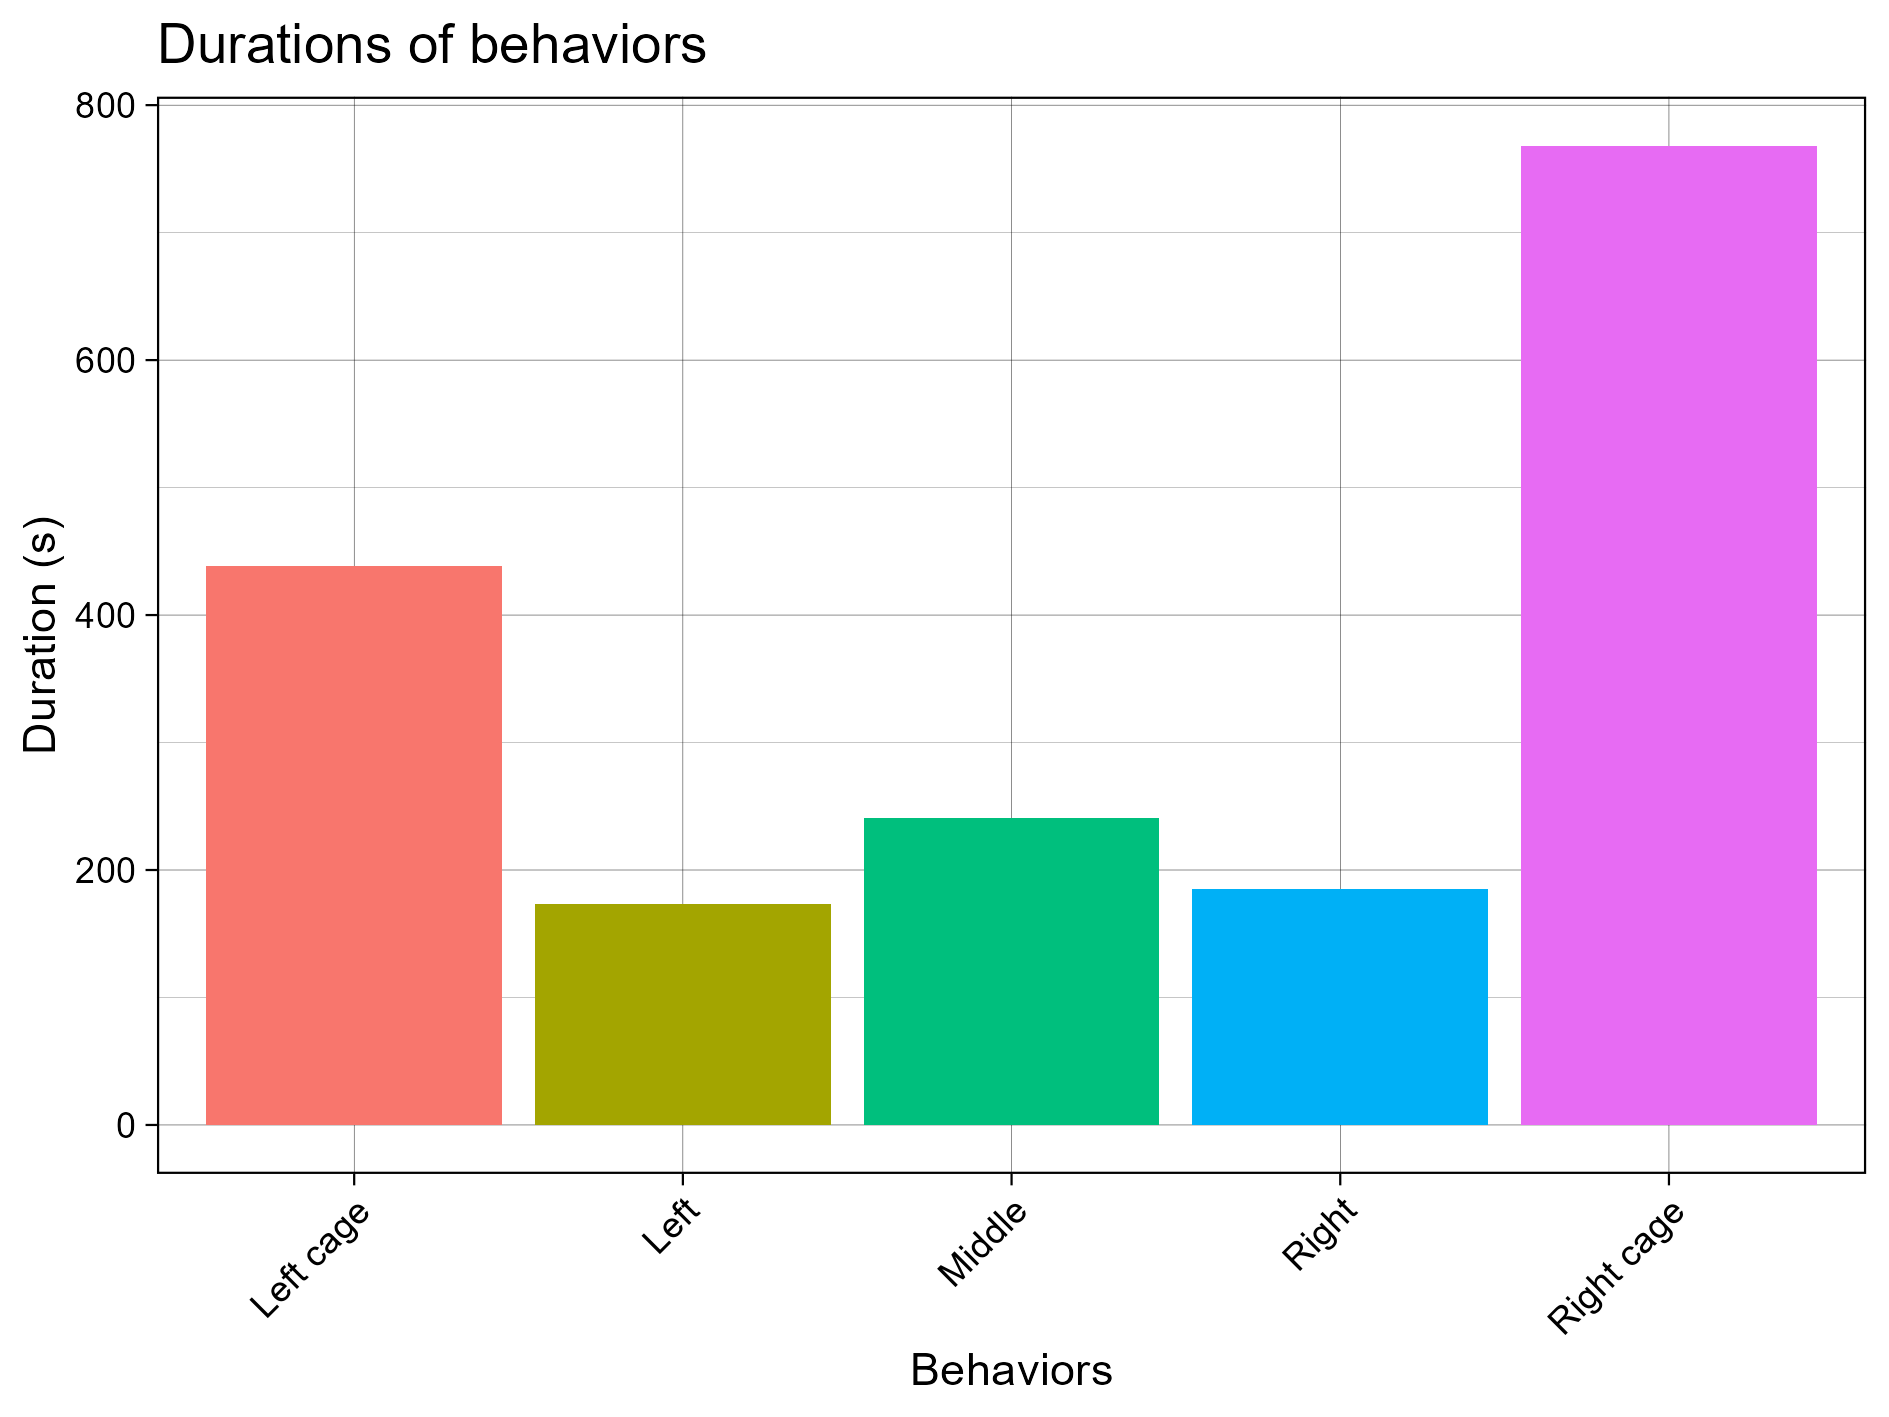 Durations of behaviors
800
600
400
200
0
Duration (s)
Left cage
Left
Middle
Right
Right cage
Behaviors